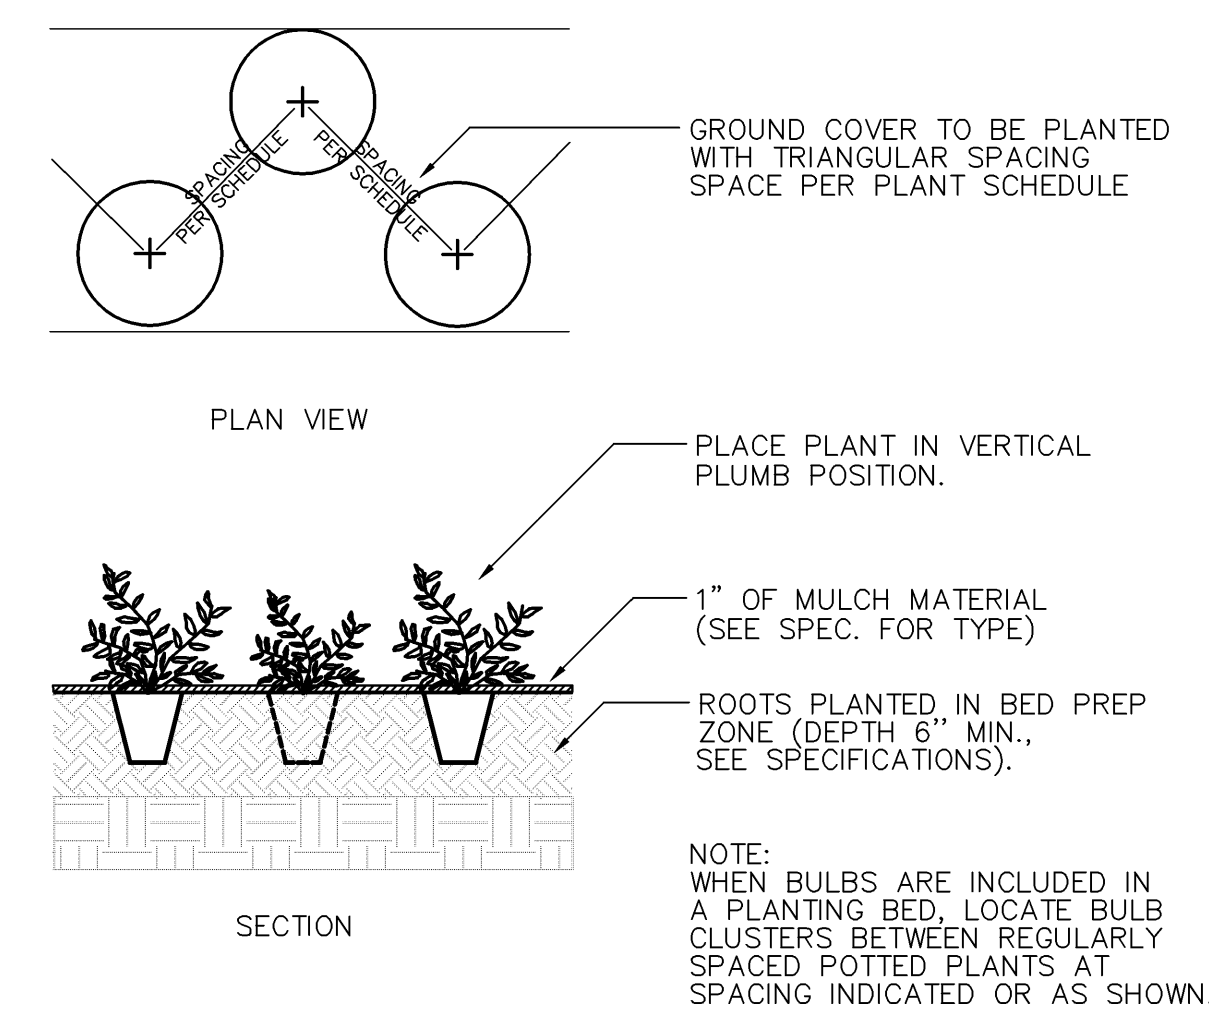 SPACING
PER SCHEDULE
SPACING
PER SCHEDULE
GROUND COVER TO BE PLANTED
WITH TRIANGULAR SPACING
SPACE PER PLANT SCHEDULE
PLAN VIEW
PLACE PLANT IN VERTICAL
PLUMB POSITION.
1” OF MULCH MATERIAL
(SEE SPEC. FOR TYPE)
ROOTS PLANTED IN BED PREP
ZONE (DEPTH 6” MIN.,
SEE SPECIFICATIONS).
SECTION
NOTE:
WHEN BULBS ARE INCLUDED IN
A PLANTING BED, LOCATE BULB
CLUSTERS BETWEEN REGULARLY
SPACED POTTED PLANTS AT
SPACING INDICATED OR AS SHOWN.